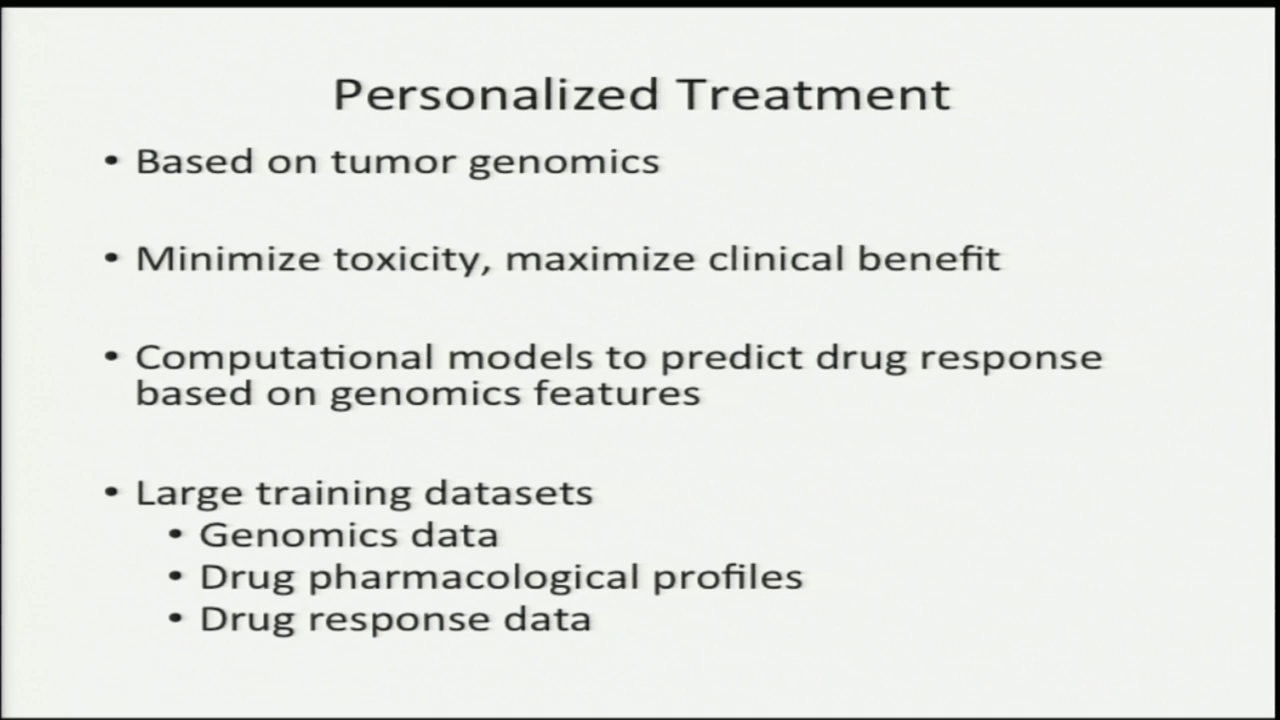 Personalized Treatment
• Based on tumor genomics
• Minimize toxicity, maximize clinical benefit
• Computational models to predict drug response
based on genomics features
• Large training datasets
• Genomics data
• Drug pharmacological profiles
• Drug response data